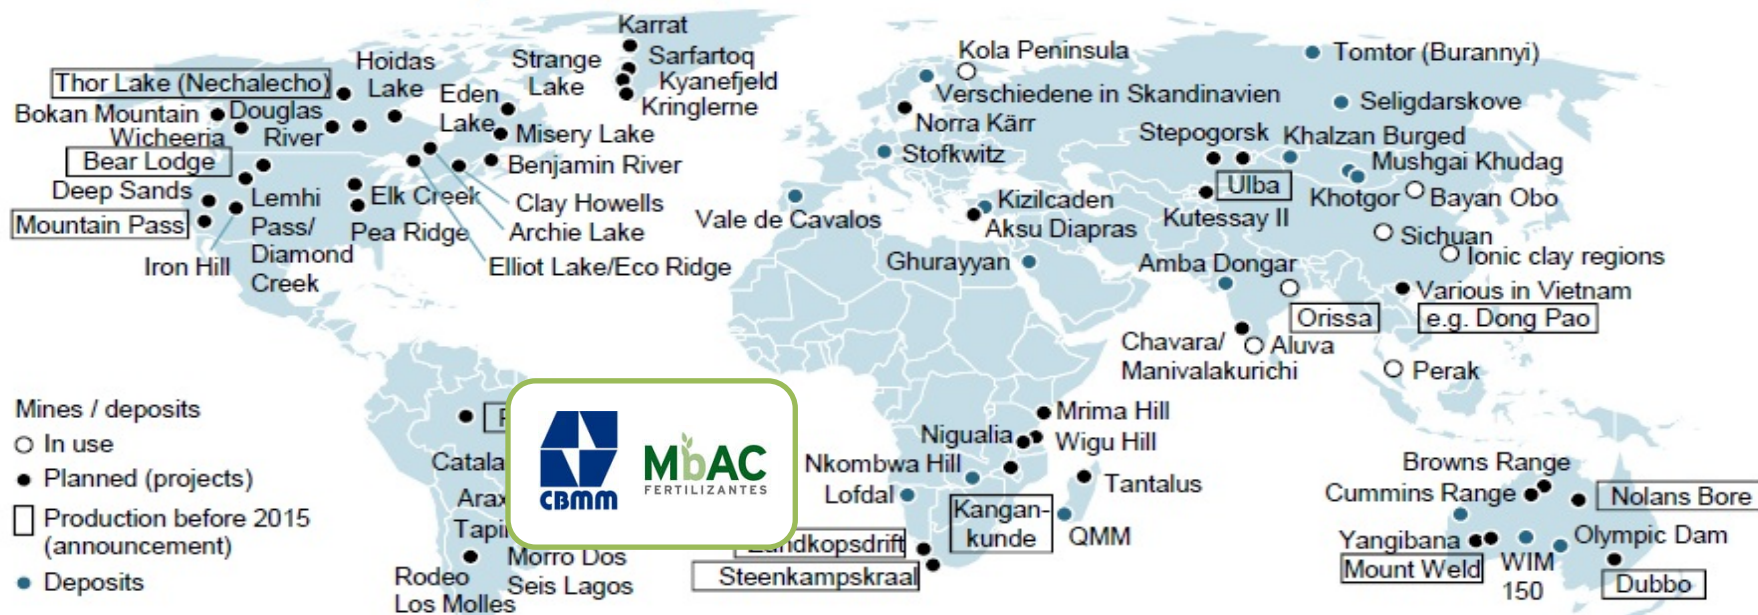 Karrat
Sarfartoq
Kyanefjeld
Kringlerne
Strange
Lake
Hoidas
Lake
Thor Lake (Nechalecho)
Eden
Lake
Bokan Mountain
Douglas
River
Wicheeria
Misery Lake
Bear Lodge
Benjamin River
Deep Sands
Lemhi
Pass/
Diamond
Creek
Elk Creek
Clay Howells
Mountain Pass
Pea Ridge
Archie Lake
Iron Hill
Elliot Lake/Eco Ridge
Kola Peninsula
Verschiedene in Skandinavien
Norra Kärr
Stofkwitz
Vale de Cavalos
Kizilcaden
Aksu Diapras
Ghurayyan
Tomtor (Burannyi)
Seligdarskove
Stepogorsk
Khalzan Burged
Mushgai Khudag
Ulba
Khotgor
Bayan Obo
Kutessay II
Sichuan
Ionic clay regions
Amba Dongar
Various in Vietnam
e.g. Dong Pao
Orissa
Chavara/
Manivalakurichi
Aluva
Perak
Mines / deposits
In use
Planned (projects)
Production before 2015
(announcement)
Deposits
CBMM
MbAC
FERTILIZANTES
Morro Dos
Seis Lagos
Rodeo
Los Molles
Mrima Hill
Nigualia
Wigu Hill
Nkombwa Hill
Lofdal
Tantalus
Kangan-
kunde
QMM
Zandkopsdrift
Steenkampskraal
Browns Range
Cummins Range
Nolans Bore
Yangibana
Olympic Dam
Mount Weld
WIM
150
Dubbo